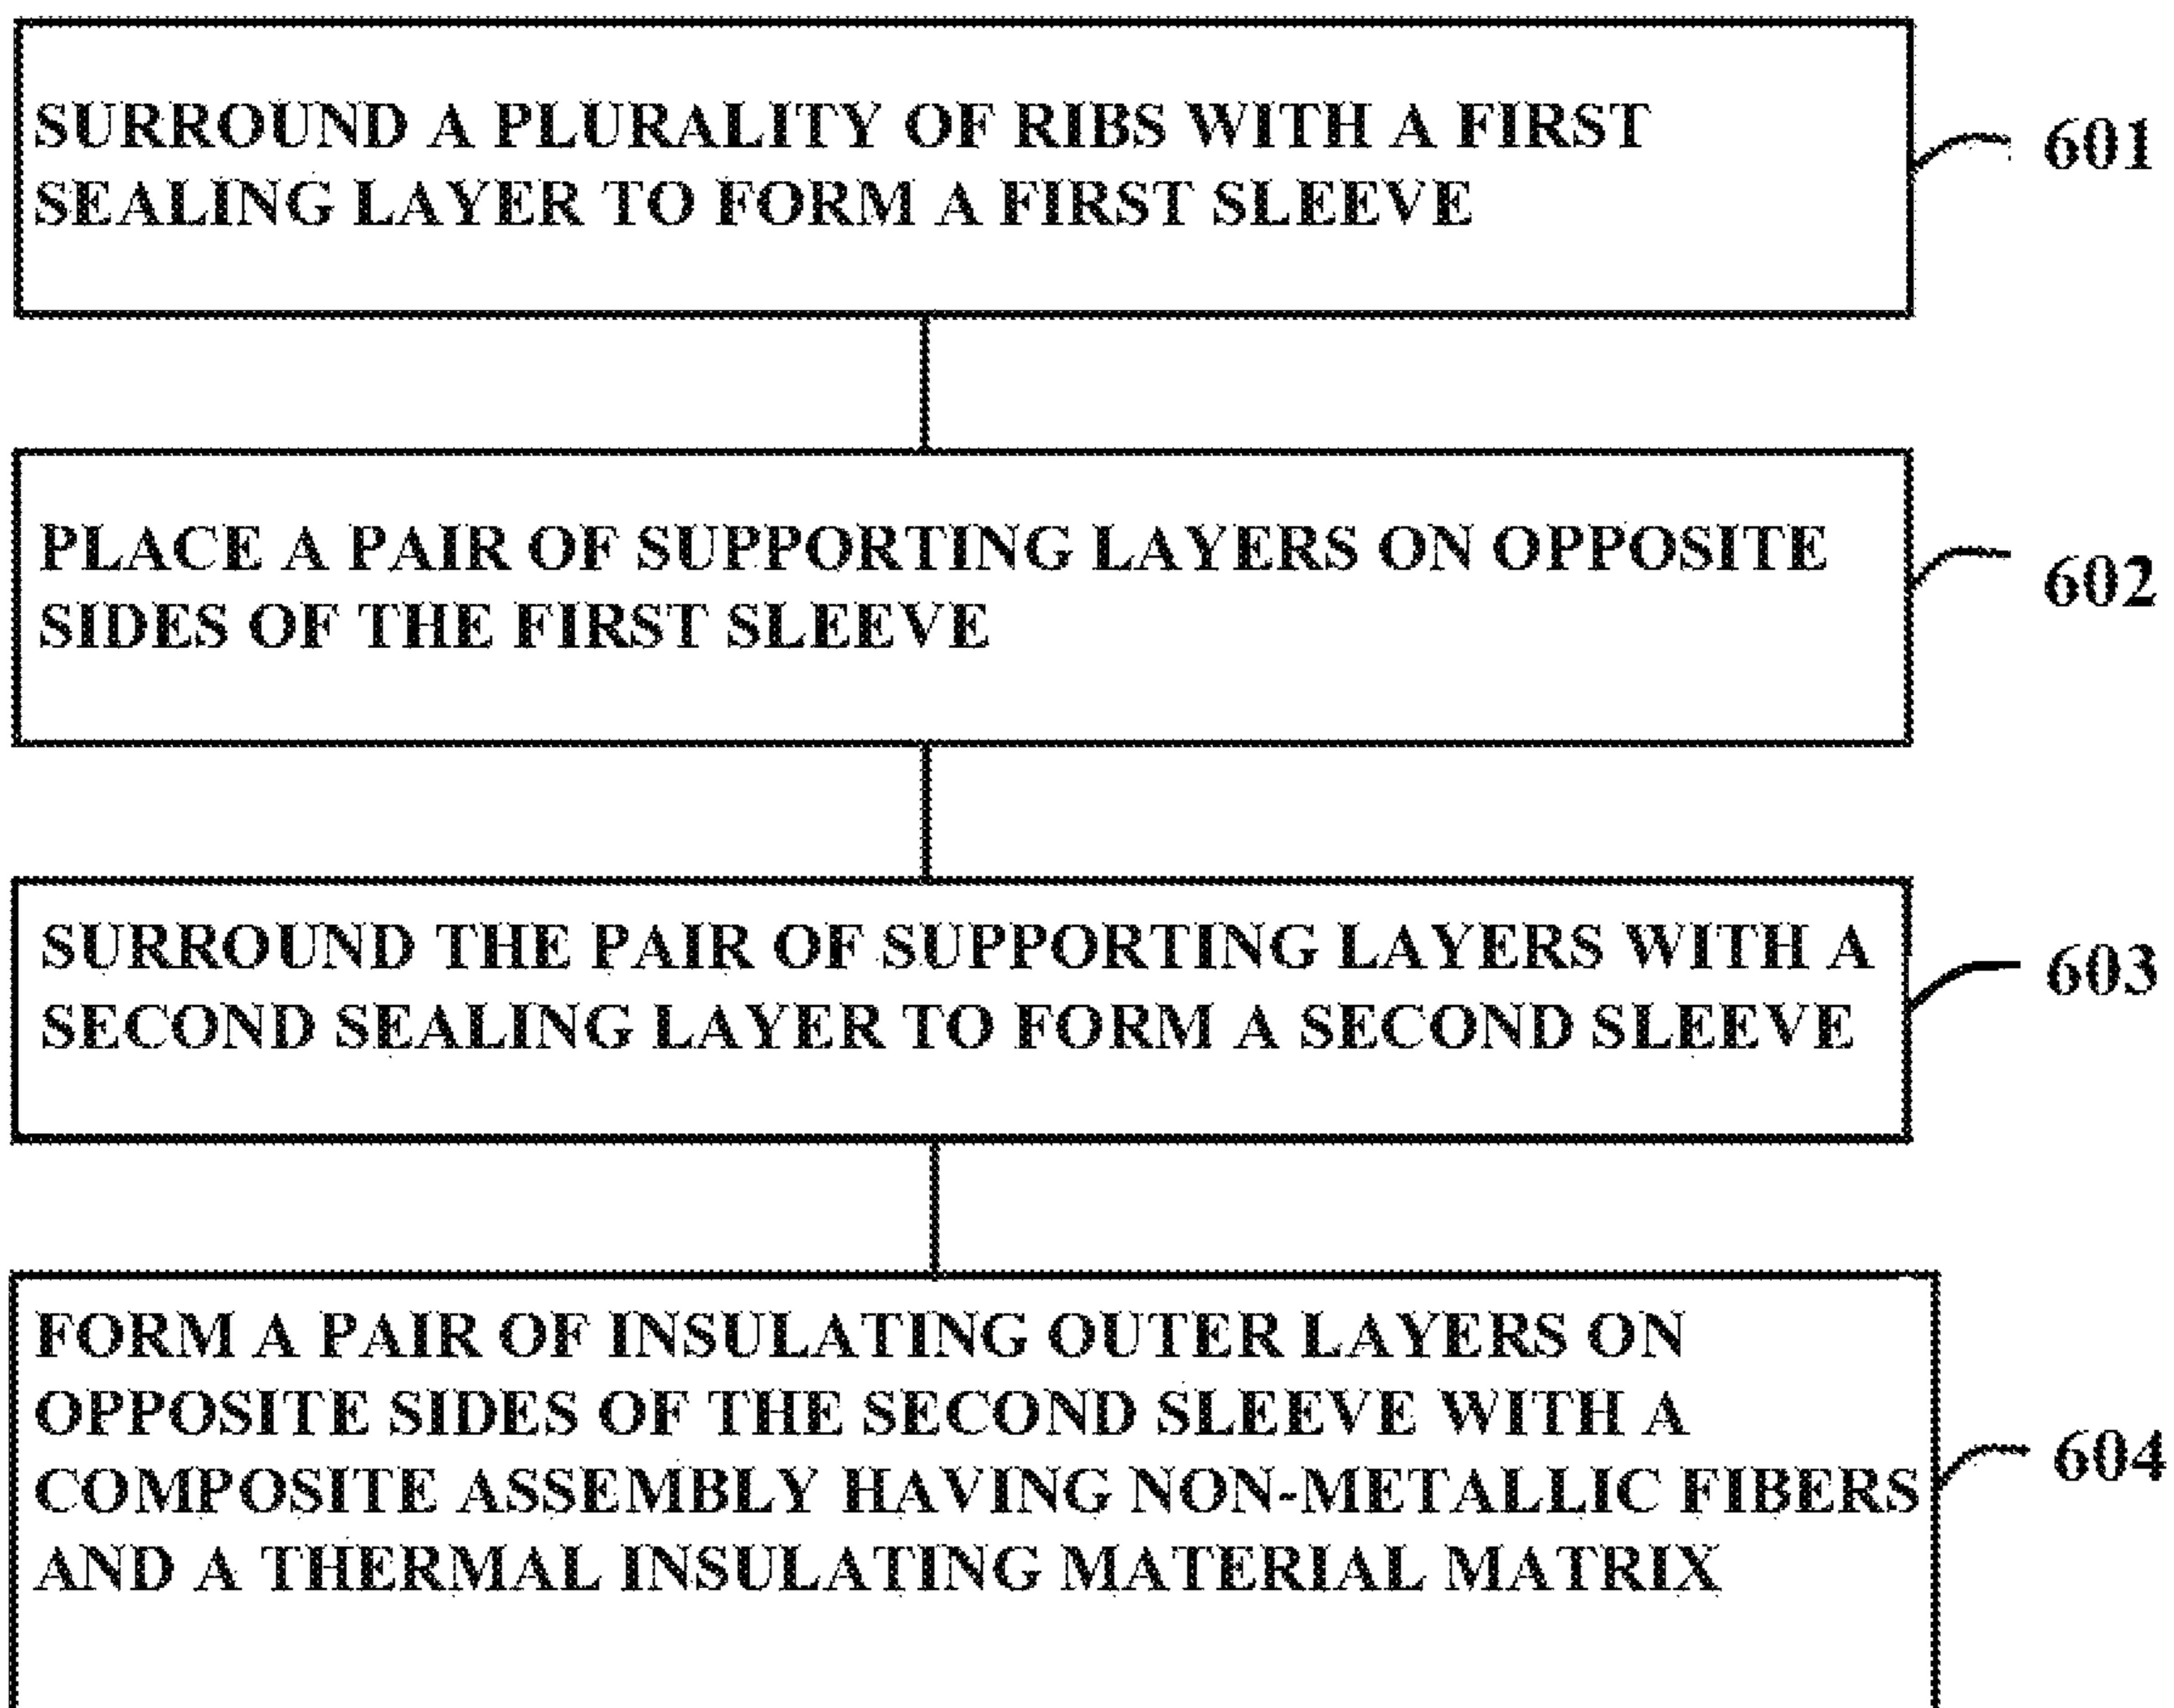 SURROUND A PLURALITY OF RIBS WITH A FIRST
SEALING LAYER TO FORM A FIRST SLEEVE
601
PLACE A PAIR OF SUPPORTING LAYERS ON OPPOSITE
SIDES OF THE FIRST SLEEVE
602
SURROUND THE PAIR OF SUPPORTING LAYERS WITH A
SECOND SEALING LAYER TO FORM A SECOND SLEEVE
603
FORM A PAIR OF INSULATING OUTER LAYERS ON
OPPOSITE SIDES OF THE SECOND SLEEVE WITH A
COMPOSITE ASSEMBLY HAVING NON-METALLIC FIBERS
AND A THERMAL INSULATING MATERIAL MATRIX
604